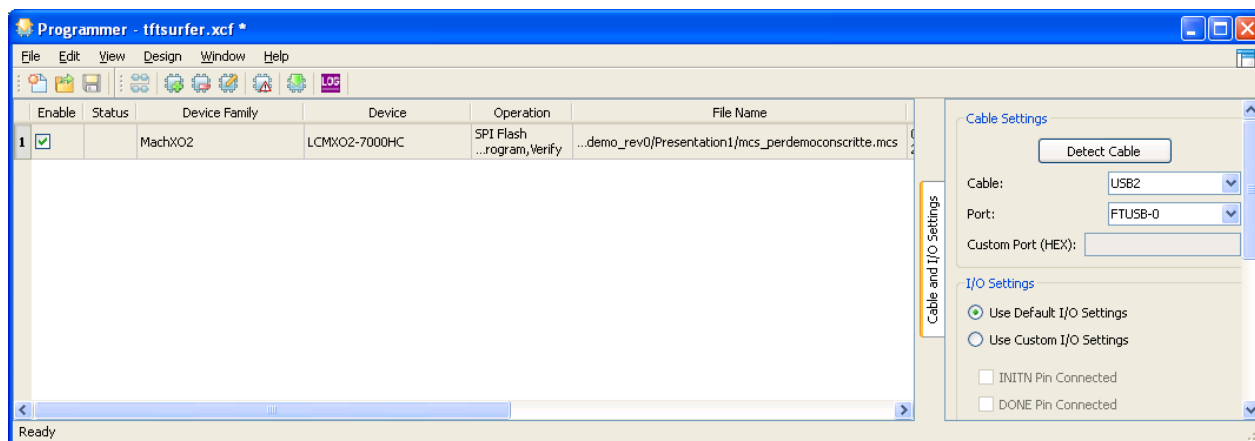 Programmer - tftsurfer.xcf *
File Edit View Design Window Help
LOG
Enable Status Device Family Device Operation File Name
1 MachXO2 LCMXO2-7000HC SPI Flash ...demo_rev0/Presentation1/mcs_perdemoconscritte.mcs
...rogram,Verify
Cable and I/O Settings
Cable Settings
Detect Cable
Cable: USB2
Port: FTUSB-0
Custom Port (HEX):
I/O Settings
Use Default I/O Settings
Use Custom I/O Settings
INITN Pin Connected
DONE Pin Connected
Ready